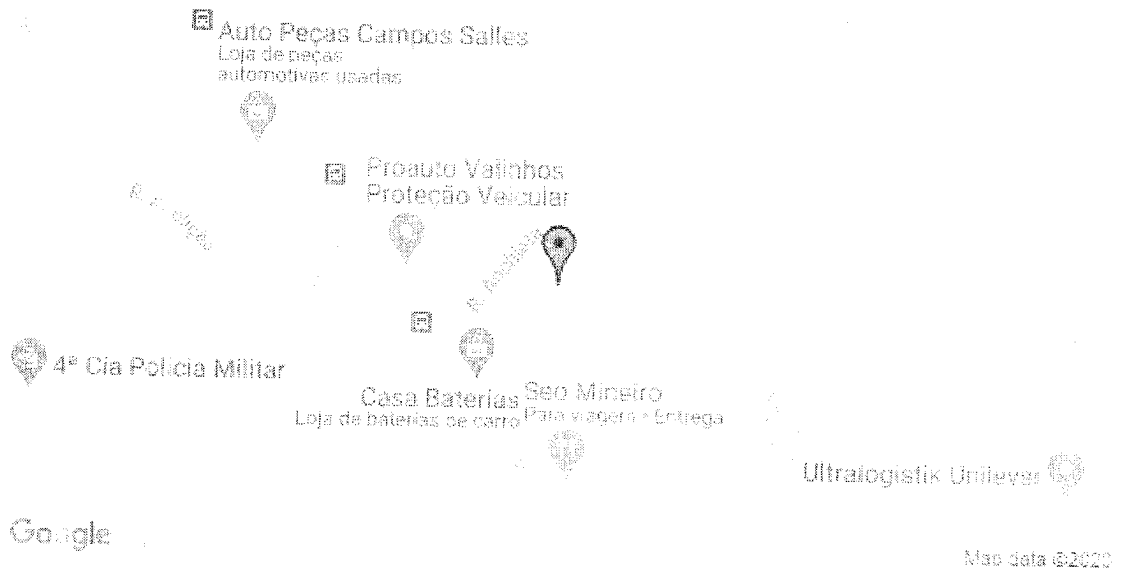 Auto Peças Campos Salles
Loja de peças
automotivas usadas
Proauto Valinhos
Proteção Veicular
4ª Cia Polícia Militar
Casa Baterias
Loja de baterias de carro
Seo Mineiro
Para viagem • Entrega
Ultralogistik Unilever
Google
Map data ©2020